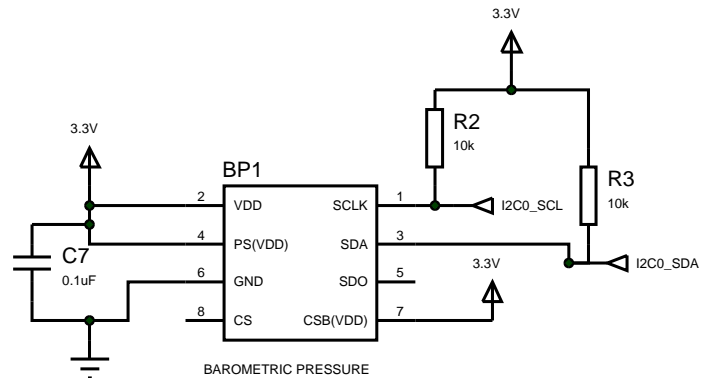 3.3V
R2
10k
3.3V
BP1
R3
10k
2
VDD
SCLK
1
I2C0_SCL
4
PS(VDD)
SDA
3
C7
0.1uF
6
GND
SDO
5
3.3V
I2C0_SDA
8
CS
CSB(VDD)
7
BAROMETRIC PRESSURE